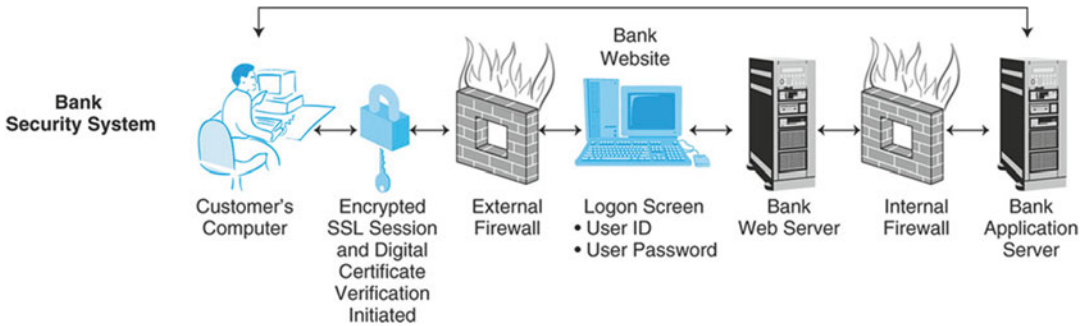 Bank
Security System
Bank
Website
Customer's
Computer
Encrypted
SSL Session
and Digital
Certificate
Verification
Initiated
External
Firewall
Logon Screen
• User ID
• User Password
Bank
Web Server
Internal
Firewall
Bank
Application
Server